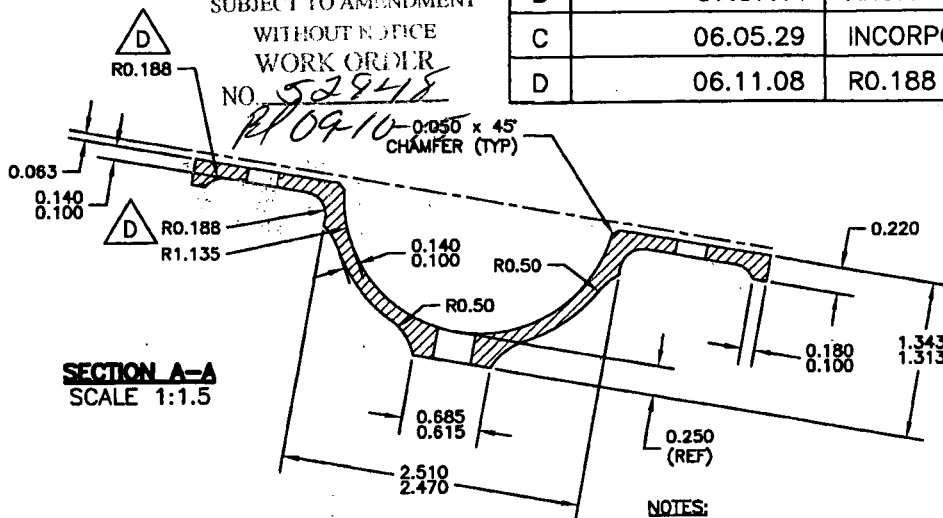 SUBJECT TO AMENDMENT
WITHOUT NOTICE
WORK ORDER
NO. 52948
09-10-
C 06.05.29 INCORPO
D 06.11.08 R0.188
D
R0.188
0.050 x 45°
CHAMFER (TYP)
0.063
0.140
0.100
D
R0.188
R1.135
0.140
0.100
R0.50
R0.50
0.220
0.180
0.100
1.343
1.313
SECTION A-A
SCALE 1:1.5
0.685
0.615
0.250
(REF)
2.510
2.470
NOTES: